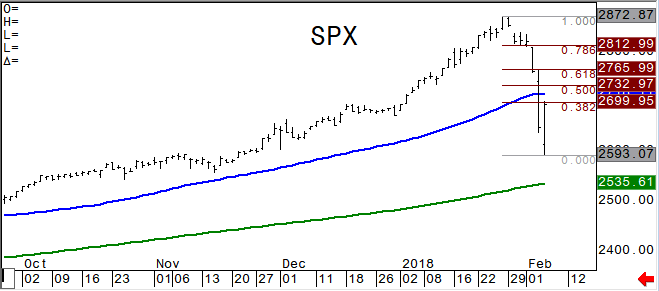 O=
H=
L=
L=
Δ=
SPX
2872.87
1.000
2812.99
0.786
2765.99
0.618
2732.97
0.500
2699.95
0.382
2593.07
0.000
2535.61
2500.00
2400.00
Oct Nov Dec 2018 Feb
02 09 16 23 01 06 13 20 27 01 11 18 26 02 08 16 22 29 01 12